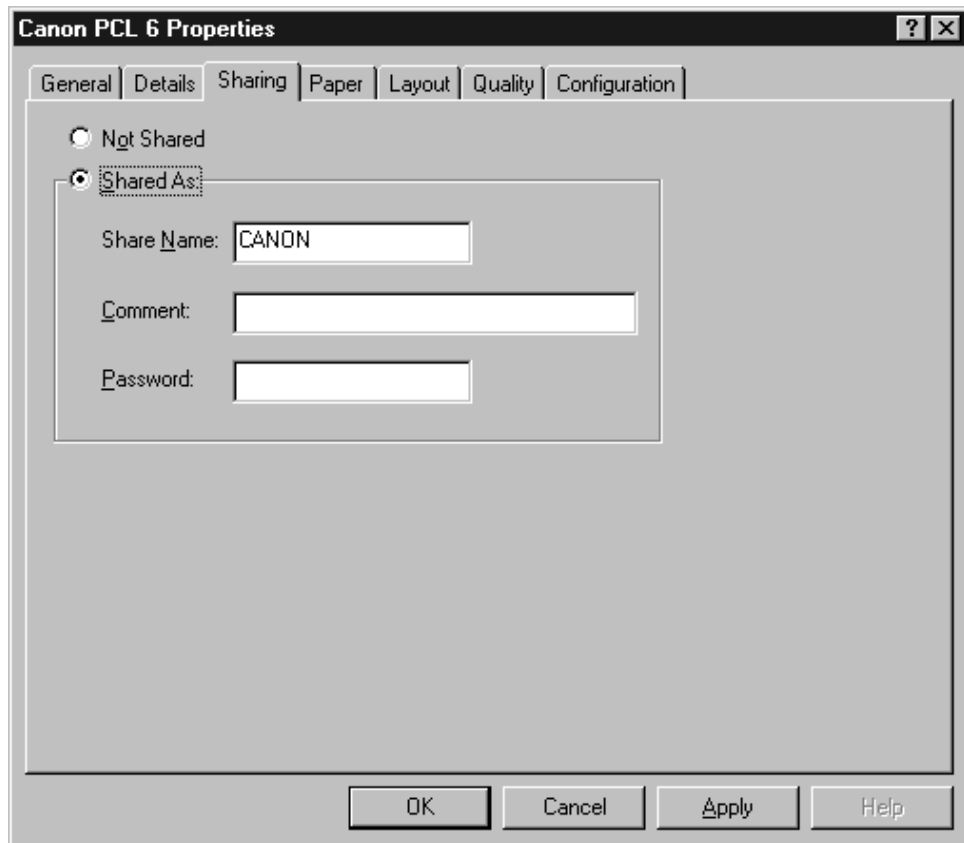 Canon PCL 6 Properties
General Details Sharing Paper Layout Quality Configuration
Not Shared
Shared As:
Share Name: CANON
Comment:
Password:
OK Cancel Apply Help